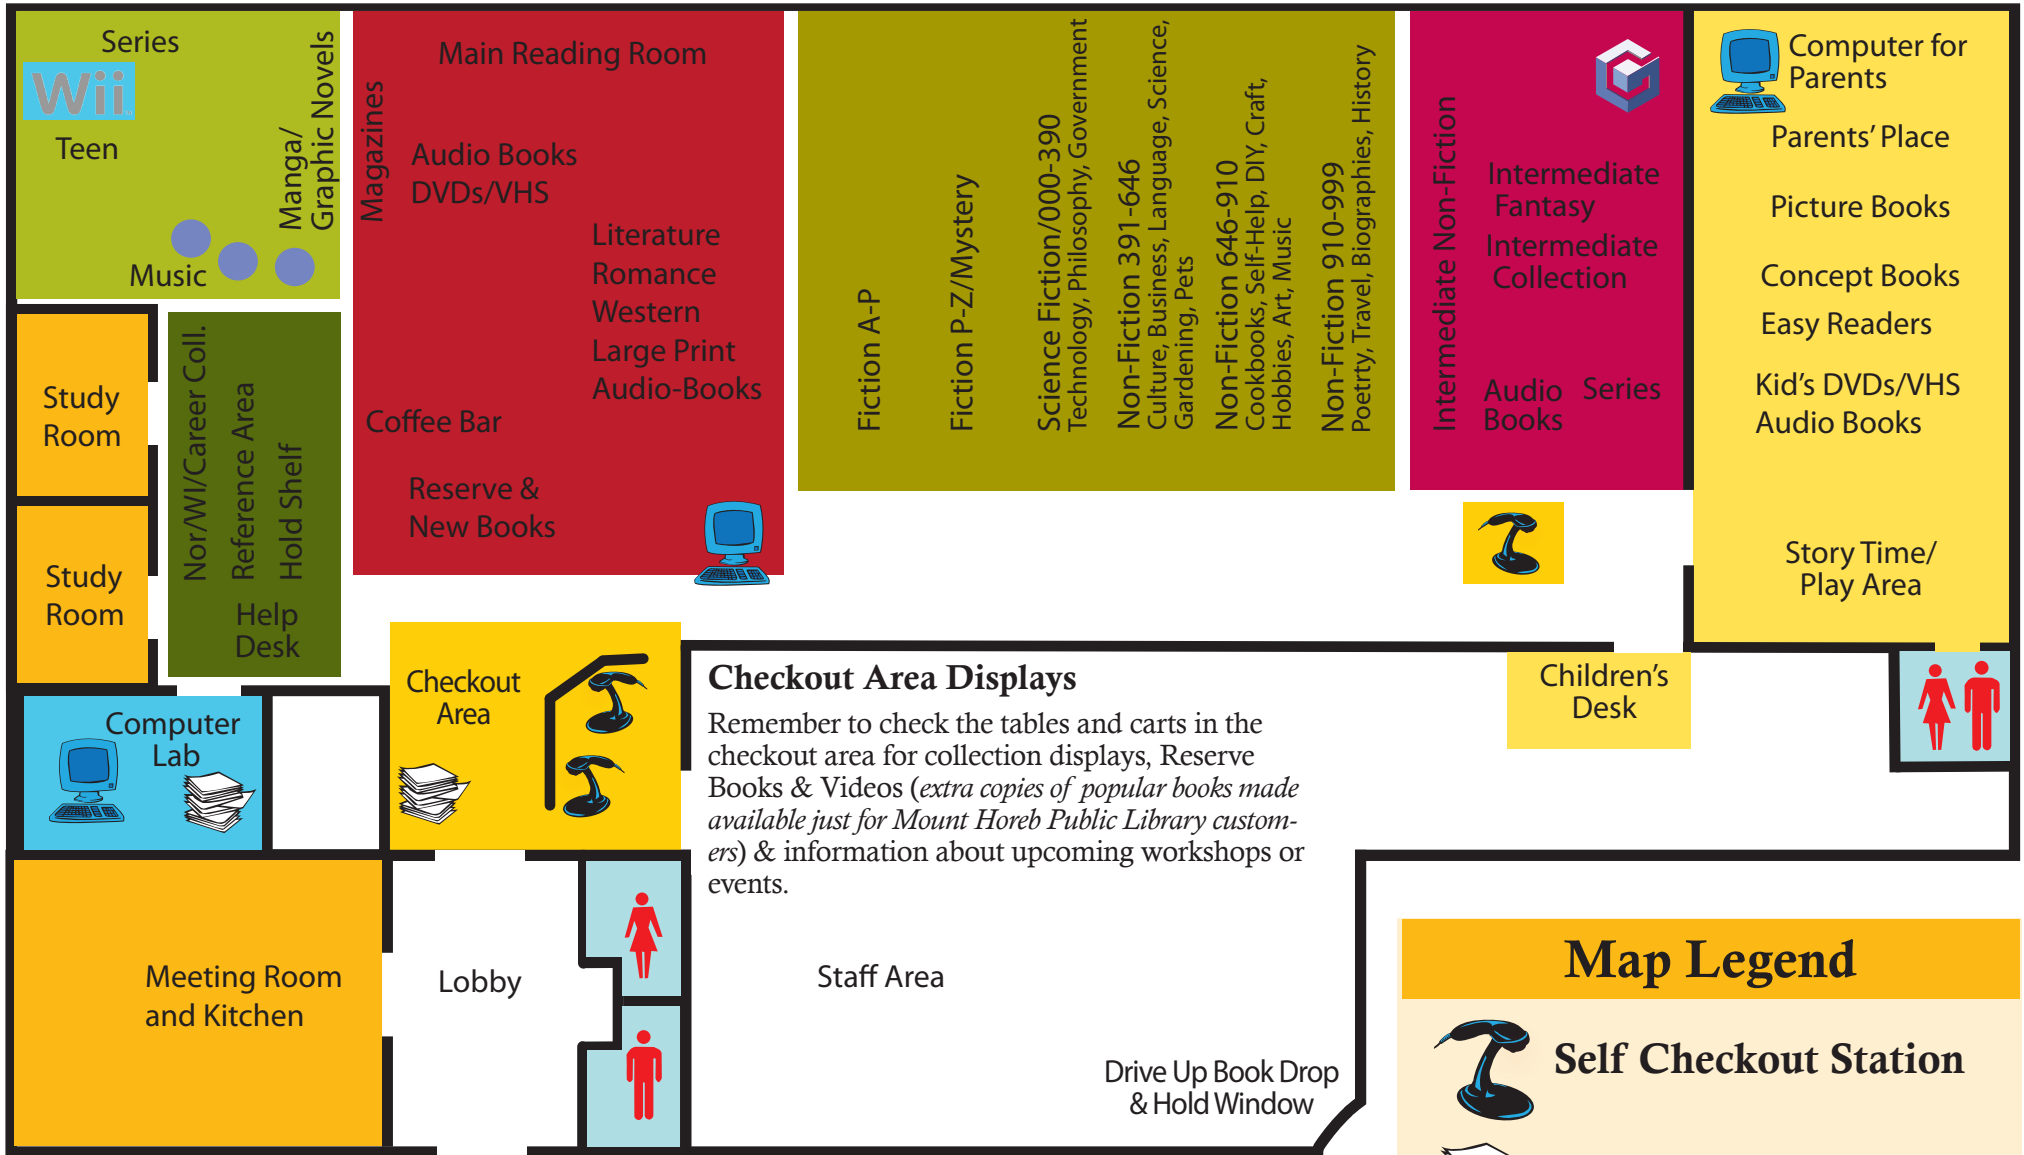 Series
Wii
Teen
Manga/
Graphic Novels
Music
Main Reading Room
Magazines
Audio Books
DVDs/VHS
Literature
Romance
Western
Large Print
Audio-Books
Coffee Bar
Reserve &
New Books
Fiction A-P
Fiction P-Z/Mystery
Science Fiction/000-390
Technology, Philosophy, Government
Non-Fiction 391-646
Culture, Business, Language, Science,
Gardening, Pets
Non-Fiction 646-910
Cookbooks, Self-Help, DIY, Craft,
Hobbies, Art, Music
Non-Fiction 910-999
Poetrty, Travel, Biographies, History
Intermediate Non-Fiction
Intermediate
Fantasy
Intermediate
Collection
Audio
Books
Series
Computer for
Parents
Parents' Place
Picture Books
Concept Books
Easy Readers
Kid's DVDs/VHS
Audio Books
Story Time/
Play Area
Study
Room
Study
Room
Nor/WI/Career Coll.
Reference Area
Hold Shelf
Help
Desk
Computer
Lab
Checkout
Area
Checkout Area Displays
Remember to check the tables and carts in the
checkout area for collection displays, Reserve
Books & Videos (extra copies of popular books made
available just for Mount Horeb Public Library custom-
ers) & information about upcoming workshops or
events.
Children's
Desk
Meeting Room
and Kitchen
Lobby
Staff Area
Drive Up Book Drop
& Hold Window
Map Legend
Self Checkout Station